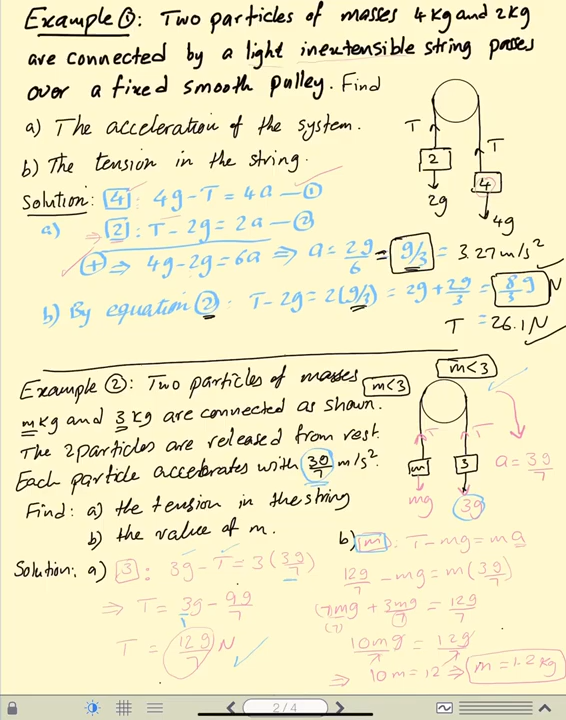 Example ①: Two particles of masses 4 kg and 2 kg
are connected by a light inextensible string passes
over a fixed smooth pulley. Find
a) The acceleration of the system.
b) The tension in the string.
T
T
2
4
2g
4g
Solution: [4]: 4g - T = 4a — ①
a) ⇒ [2]: T - 2g = 2a — ②
⊕ ⇒ 4g - 2g = 6a ⇒ a = 2g/6 = g/3 = 3.27 m/s²
b) By equation ②: T - 2g = 2(g/3) = 2g + 2g/3 = 8/3 g N
T = 26.1 N
Example ②: Two particles of masses m<3
m<3
m kg and 3 kg are connected as shown.
The 2 particles are released from rest.
Each particle accelerates with 3g/7 m/s².
Find: a) the tension in the string
b) the value of m.
T
T
m
3
mg
3g
a = 3g/7
Solution: a) [3]: 3g - T = 3(3g/7)
⇒ T = 3g/1 - 9g/7
T = 12g/7 N
b) [m]: T - mg = ma
12g/7 - mg = m(3g/7)
(7)mg/(7) + 3mg/7 = 12g/7
10mg/7 = 12g/7
⇒ 10m = 12 ⇒ m = 1.2 kg
2/4